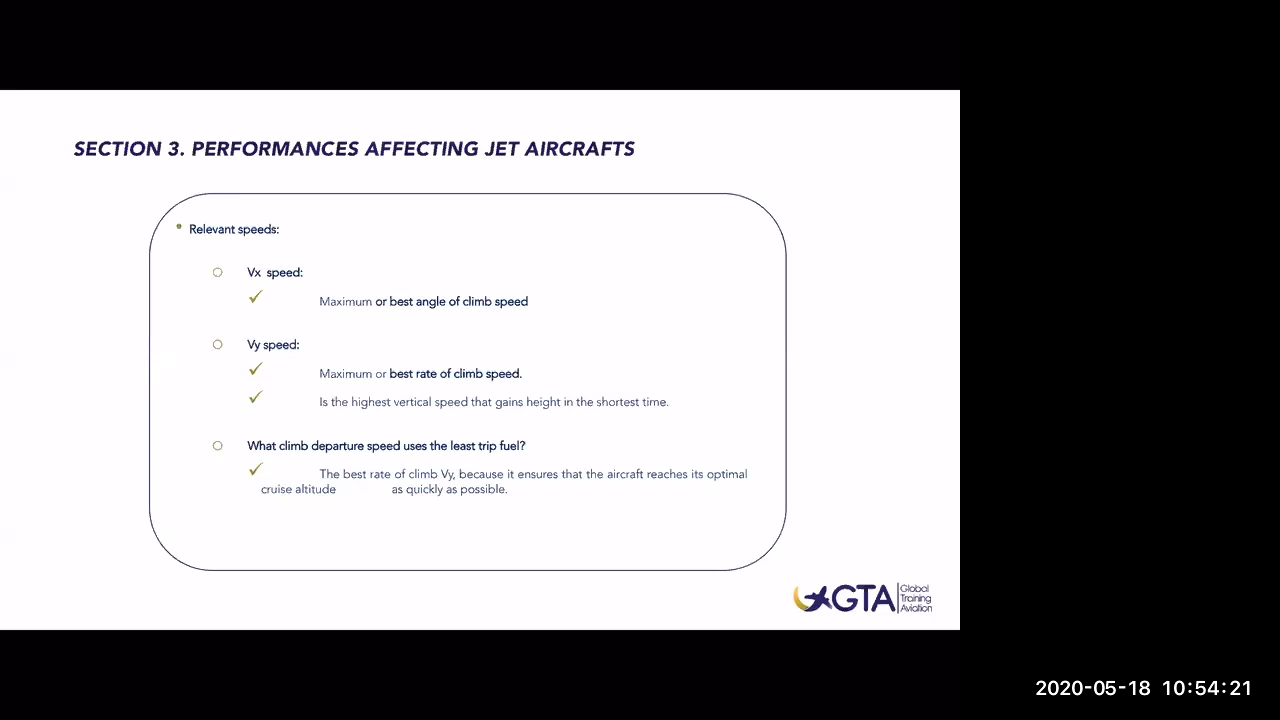 SECTION 3. PERFORMANCES AFFECTING JET AIRCRAFTS
Relevant speeds:
Vx speed:
Maximum or best angle of climb speed
Vy speed:
Maximum or best rate of climb speed.
Is the highest vertical speed that gains height in the shortest time.
What climb departure speed uses the least trip fuel?
The best rate of climb Vy, because it ensures that the aircraft reaches its optimal
cruise altitude as quickly as possible.
GTA
Global
Training
Aviation
2020-05-18 10:54:21